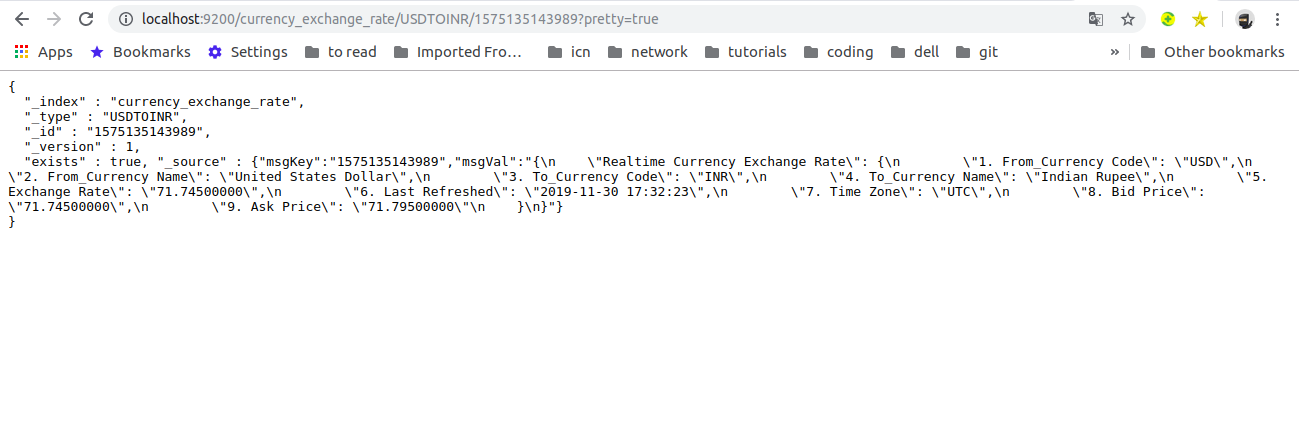 localhost:9200/currency_exchange_rate/USDTOINR/1575135143989?pretty=true
Apps Bookmarks Settings to read Imported Fro… icn network tutorials coding dell git » Other bookmarks
{
  "_index" : "currency_exchange_rate",
  "_type" : "USDTOINR",
  "_id" : "1575135143989",
  "_version" : 1,
  "exists" : true, "_source" : {"msgKey":"1575135143989","msgVal":"{\n    \"Realtime Currency Exchange Rate\": {\n        \"1. From_Currency Code\": \"USD\",\n
\"2. From_Currency Name\": \"United States Dollar\",\n        \"3. To_Currency Code\": \"INR\",\n        \"4. To_Currency Name\": \"Indian Rupee\",\n        \"5.
Exchange Rate\": \"71.74500000\",\n        \"6. Last Refreshed\": \"2019-11-30 17:32:23\",\n        \"7. Time Zone\": \"UTC\",\n        \"8. Bid Price\":
\"71.74500000\",\n        \"9. Ask Price\": \"71.79500000\"\n    }\n}"}
}